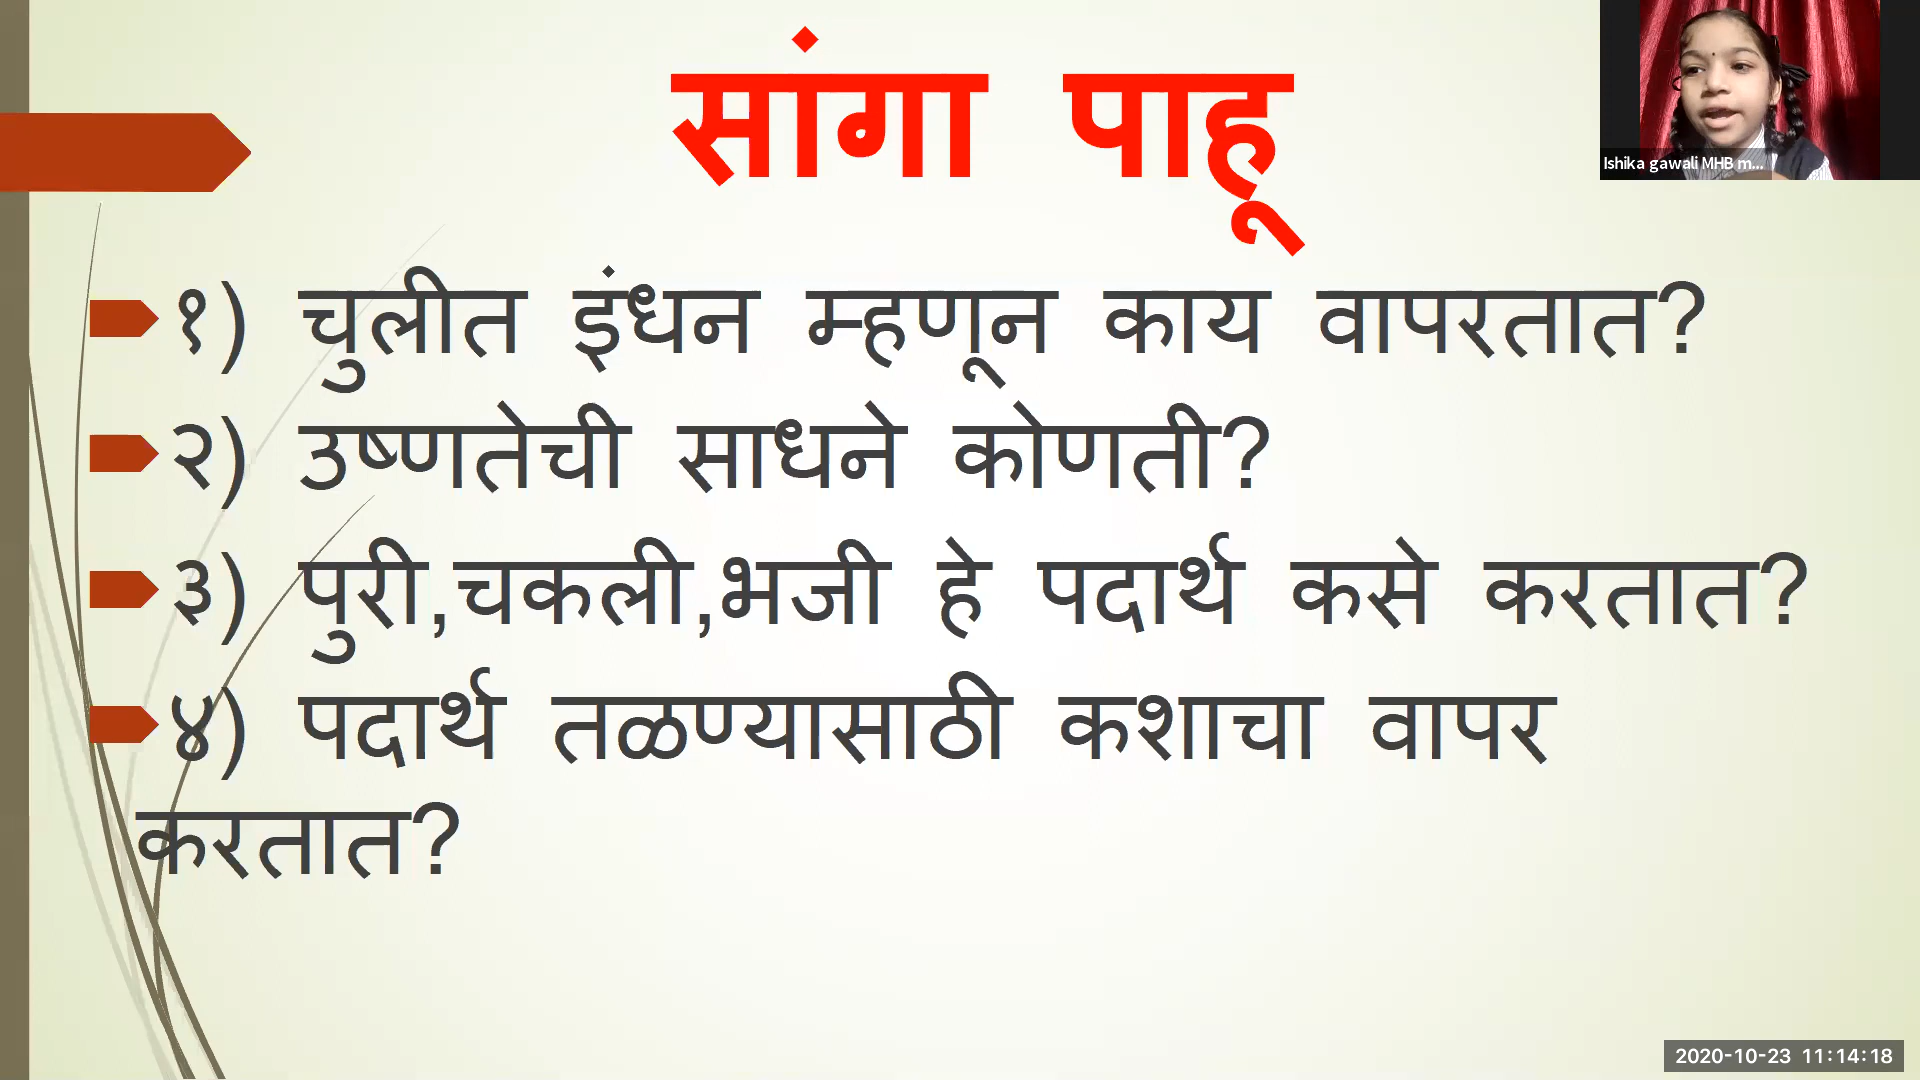 सांगा पाहू
Ishika gawali MHB m...
१) चुलीत इंधन म्हणून काय वापरतात?
२) उष्णतेची साधने कोणती?
३) पुरी,चकली,भजी हे पदार्थ कसे करतात?
४) पदार्थ तळण्यासाठी कशाचा वापर
करतात?
2020-10-23 11:14:18